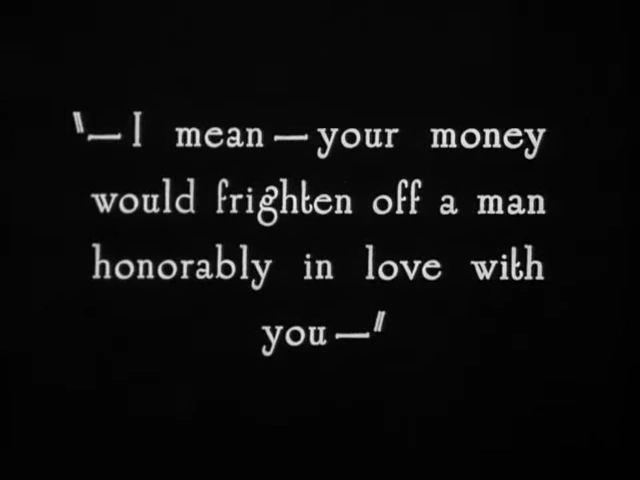 "—I mean—your money
would frighten off a man
honorably in love with
you—"